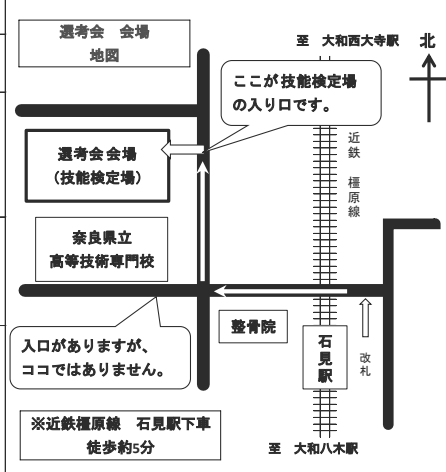 選考会 会場
地図
至 大和西大寺駅
北
ここが技能検定場
の入り口です。
近鉄 橿原線
選考会会場
(技能検定場)
奈良県立
高等技術専門校
整骨院
石見駅
改札
入口がありますが、
ココではありません。
※近鉄橿原線 石見駅下車
徒歩約5分
至 大和八木駅